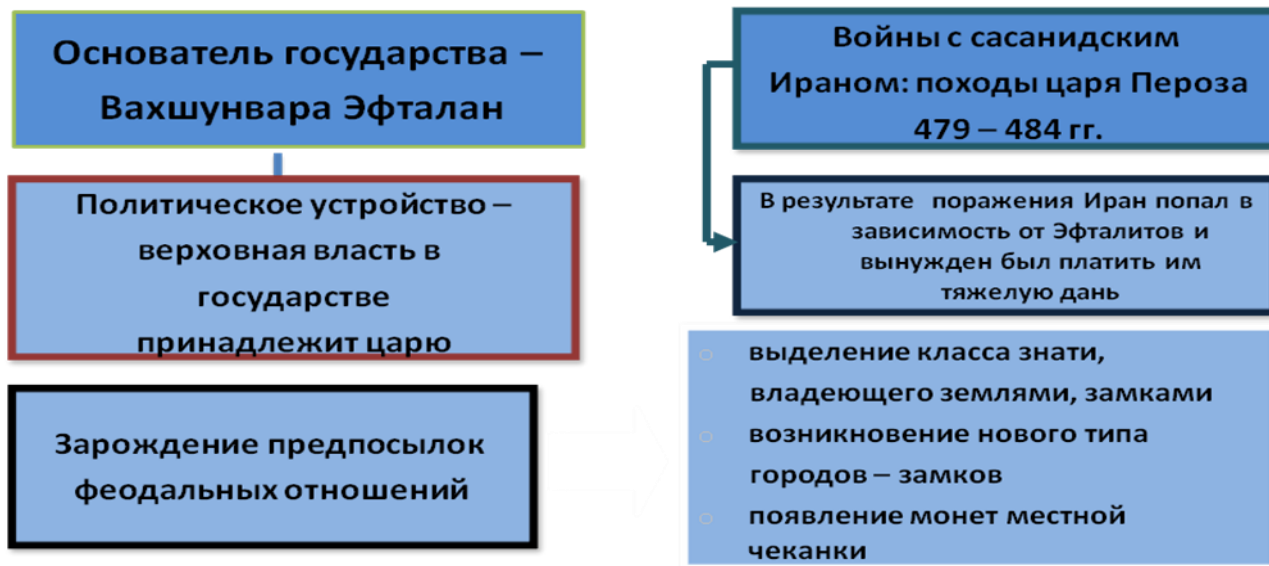 Основатель государства –
Вахшунвара Эфталан
Политическое устройство –
верховная власть в
государстве
принадлежит царю
Зарождение предпосылок
феодальных отношений
Войны с сасанидским
Ираном: походы царя Пероза
479 – 484 гг.
В результате поражения Иран попал в
зависимость от Эфталитов и
вынужден был платить им
тяжелую дань
выделение класса знати,
владеющего землями, замками
возникновение нового типа
городов – замков
появление монет местной
чеканки